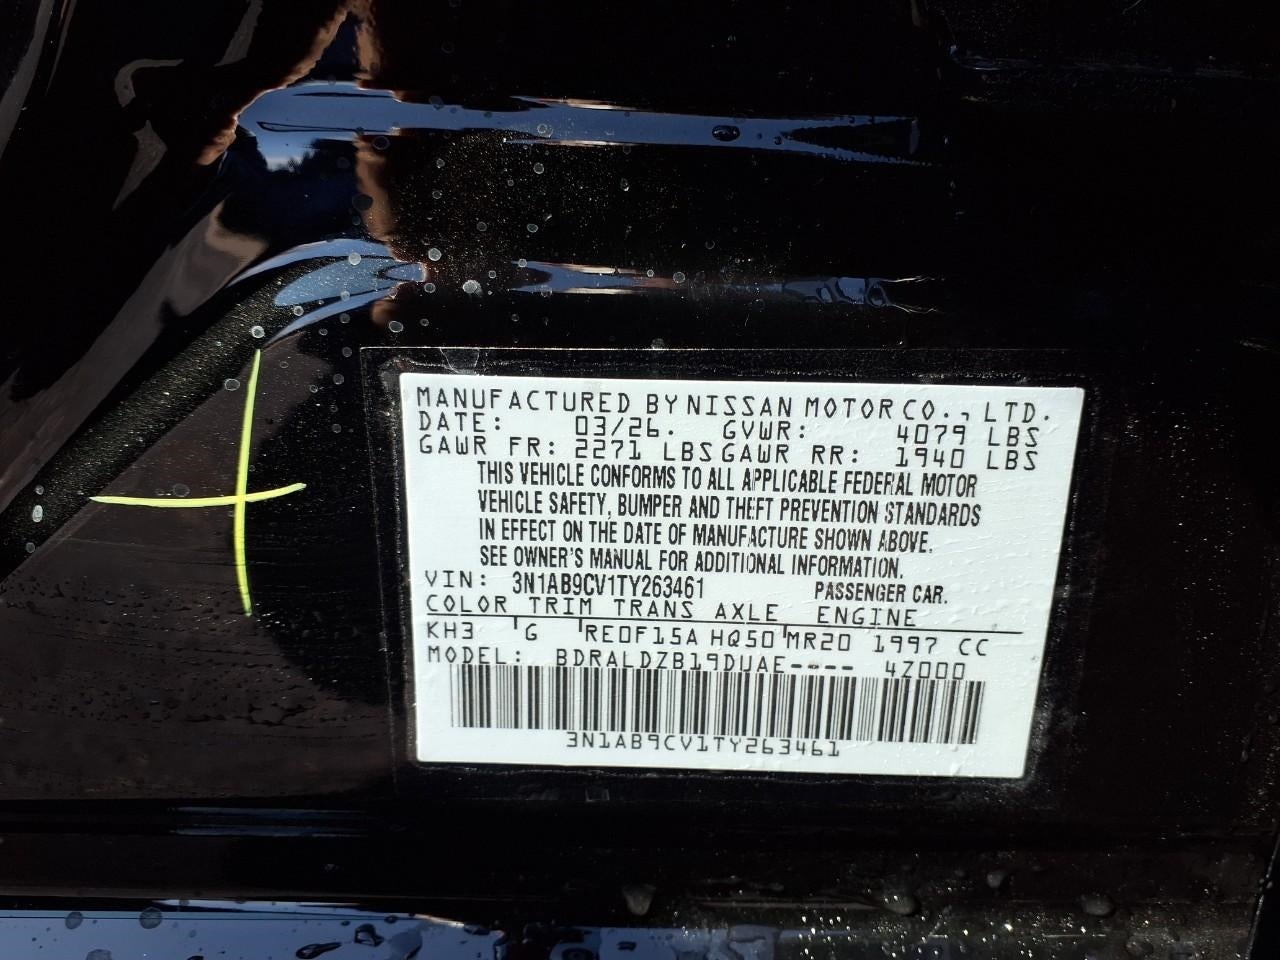 MANUFACTURED BY NISSAN MOTOR CO., LTD.
DATE: 03/26. GVWR: 4079 LBS
GAWR FR: 2271 LBS GAWR RR: 1940 LBS
THIS VEHICLE CONFORMS TO ALL APPLICABLE FEDERAL MOTOR
VEHICLE SAFETY, BUMPER AND THEFT PREVENTION STANDARDS
IN EFFECT ON THE DATE OF MANUFACTURE SHOWN ABOVE.
SEE OWNER'S MANUAL FOR ADDITIONAL INFORMATION.
VIN: 3N1AB9CV1TY263461 PASSENGER CAR.
COLOR TRIM TRANS AXLE ENGINE
KH3 G RE0F15A HQ50 MR20 1997 CC
MODEL: BDRALDZB19DUAE---- 4Z000
3N1AB9CV1TY263461